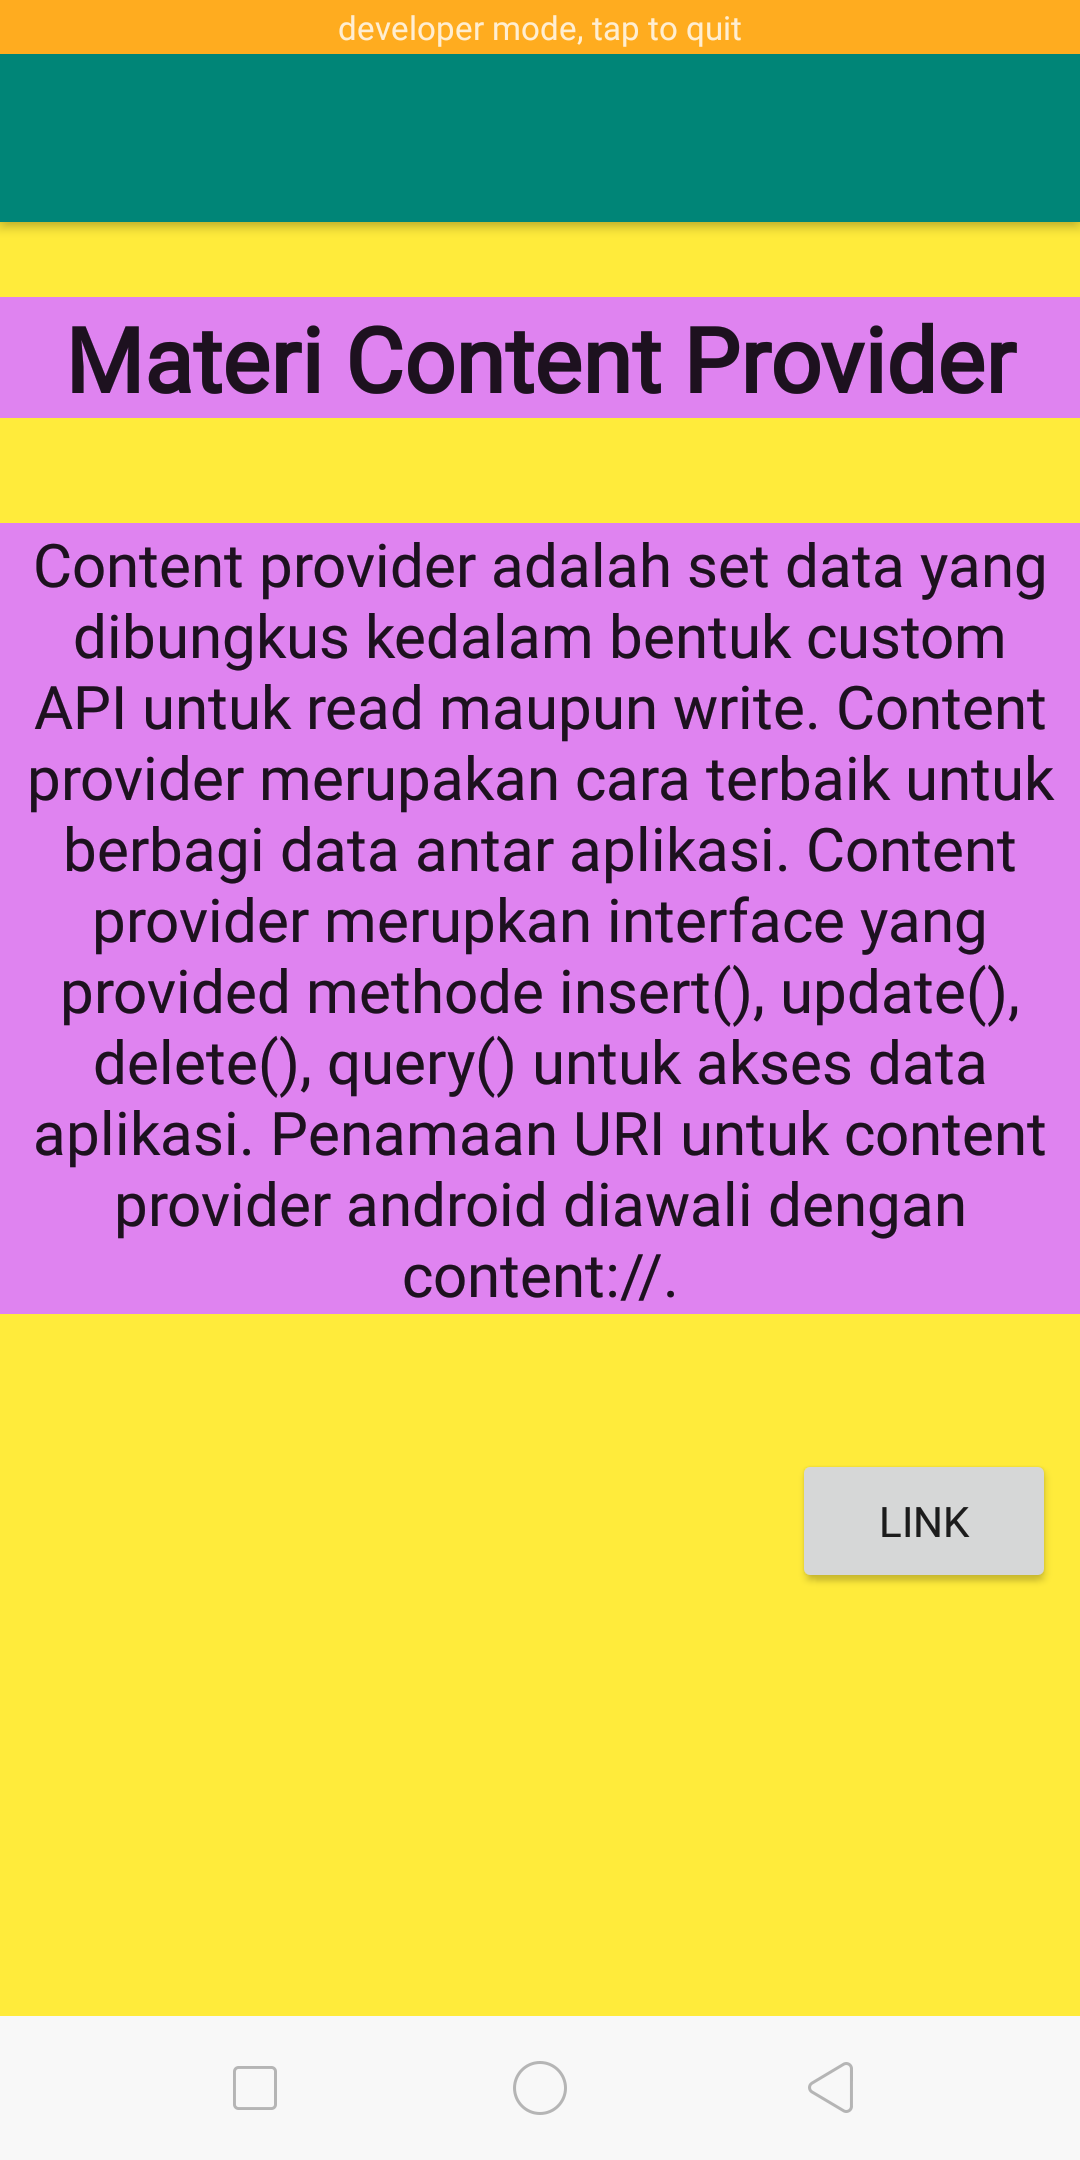 developer mode, tap to quit
Materi Content Provider
Content provider adalah set data yang
dibungkus kedalam bentuk custom
API untuk read maupun write. Content
provider merupakan cara terbaik untuk
berbagi data antar aplikasi. Content
provider merupkan interface yang
provided methode insert(), update(),
delete(), query() untuk akses data
aplikasi. Penamaan URI untuk content
provider android diawali dengan
content://.
LINK